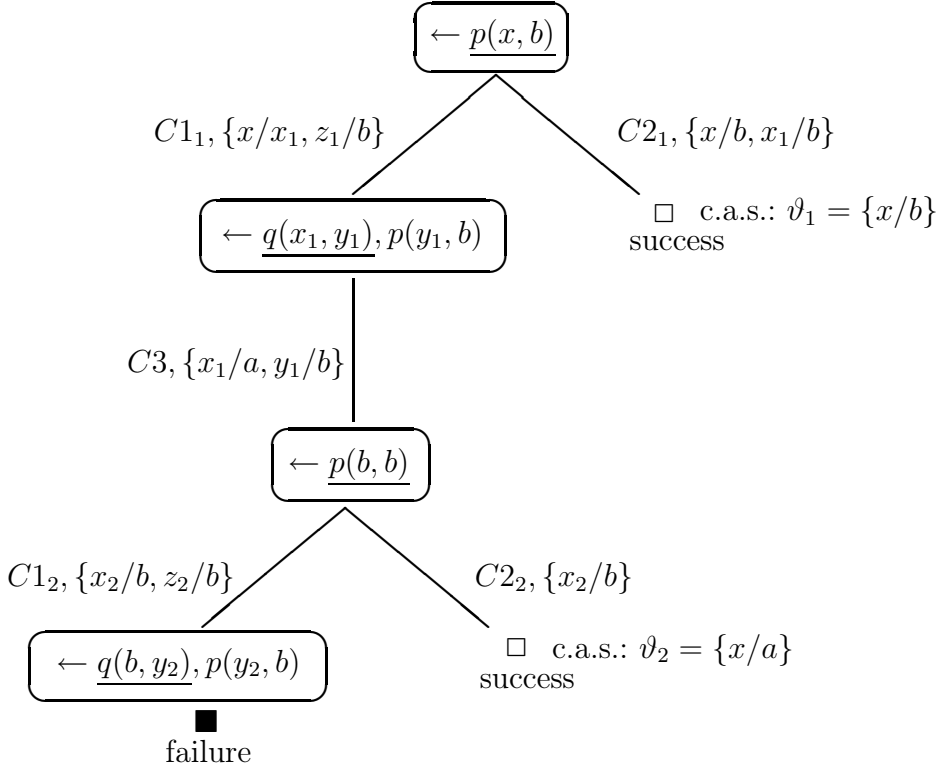 ← p(x, b)
C1₁, {x/x₁, z₁/b}
C2₁, {x/b, x₁/b}
← q(x₁, y₁), p(y₁, b)
□ c.a.s.: ϑ₁ = {x/b}
success
C3, {x₁/a, y₁/b}
← p(b, b)
C1₂, {x₂/b, z₂/b}
C2₂, {x₂/b}
← q(b, y₂), p(y₂, b)
□ c.a.s.: ϑ₂ = {x/a}
success
■
failure